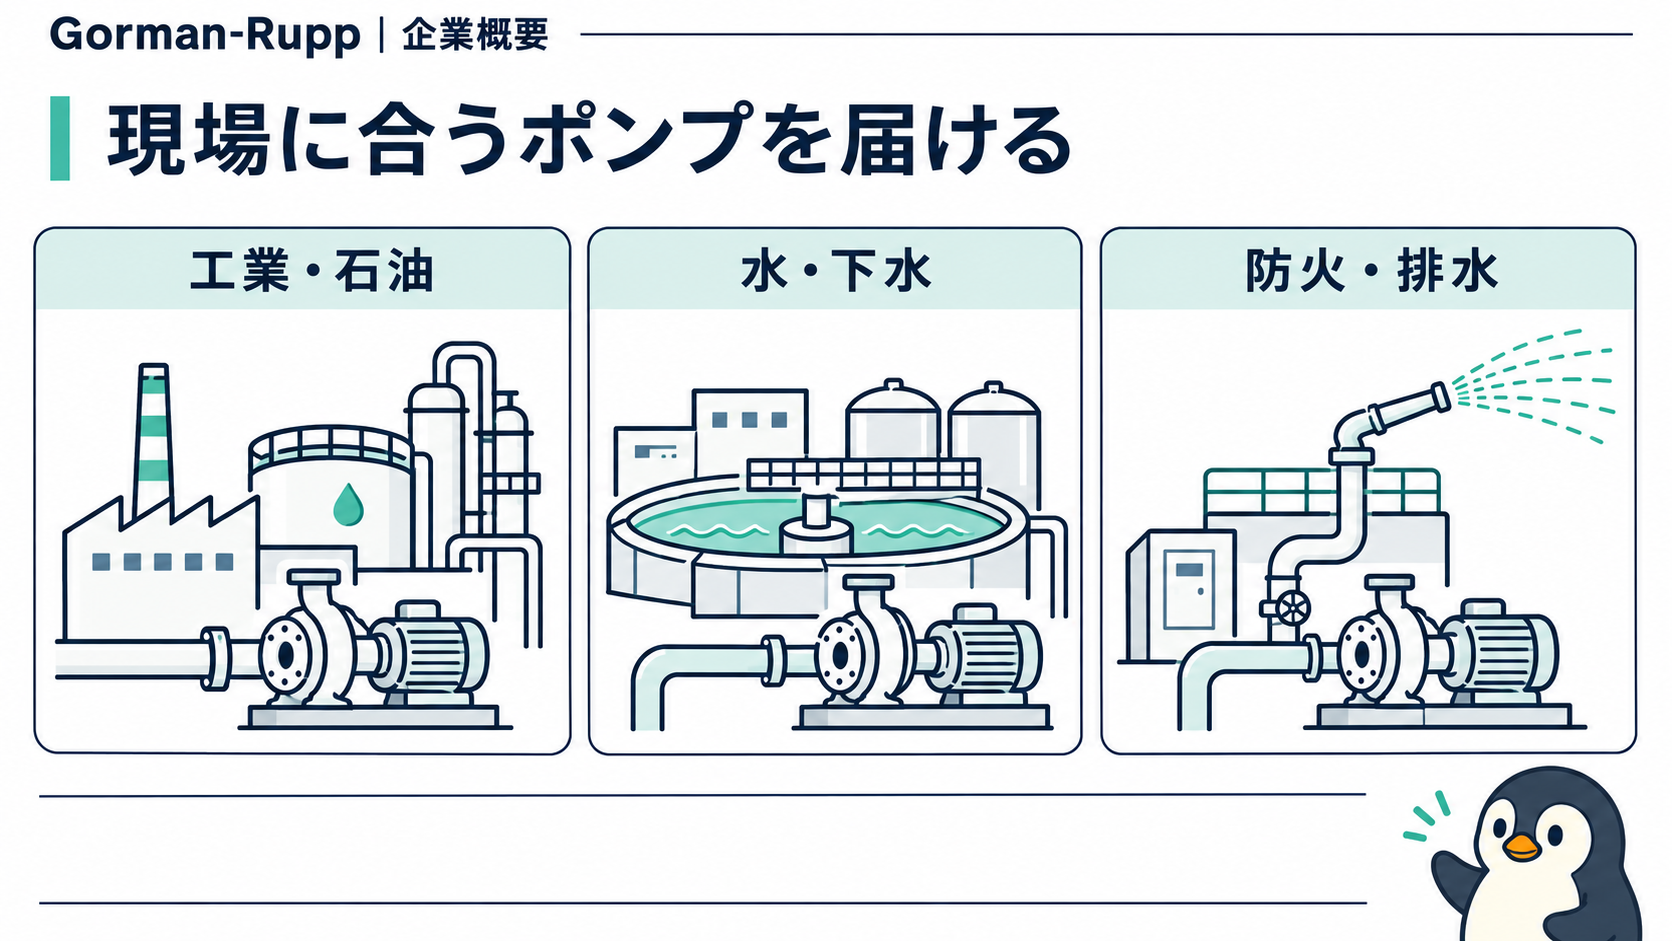 Gorman-Rupp | 企業概要
現場に合うポンプを届ける
工業・石油
水・下水
防火・排水